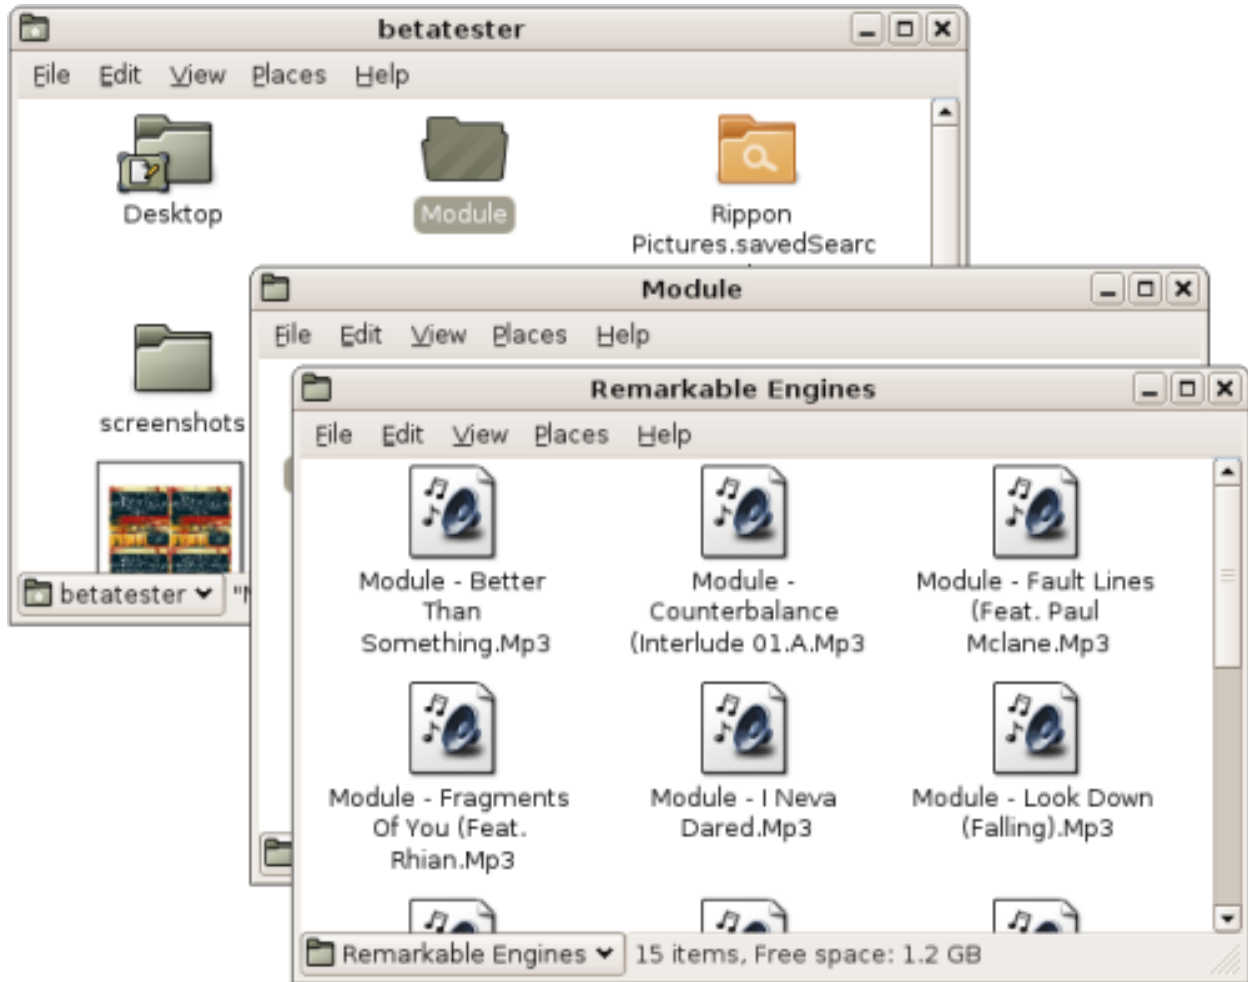 betatester
File Edit View Places Help
Desktop
Module
Rippon
Pictures.savedSearc
screenshots
betatester
Module
File Edit View Places Help
Remarkable Engines
File Edit View Places Help
Module - Better
Than
Something.Mp3
Module -
Counterbalance
(Interlude 01.A.Mp3
Module - Fault Lines
(Feat. Paul
Mclane.Mp3
Module - Fragments
Of You (Feat.
Rhian.Mp3
Module - I Neva
Dared.Mp3
Module - Look Down
(Falling).Mp3
Remarkable Engines
15 items, Free space: 1.2 GB